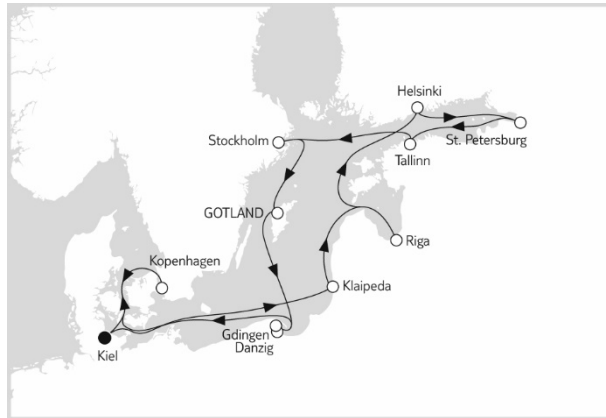 Helsinki
St. Petersburg
Stockholm
Tallinn
GOTLAND
Riga
Kopenhagen
Klaipeda
Gdingen
Danzig
Kiel